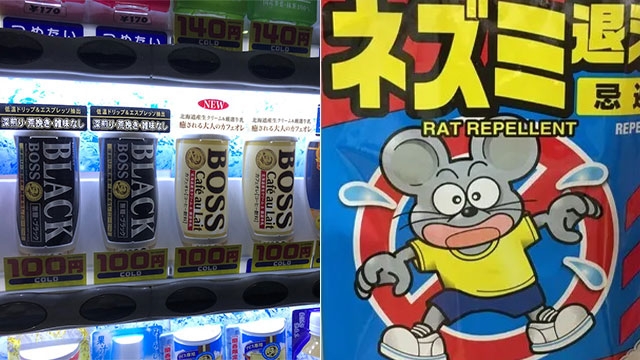 ¥170
¥170
つめたい
つめたい
140円
COLD
140円
COLD
低温ドリップ&エスプレッソ抽出
深煎り・荒挽き・雑味なし
低温ドリップ&エスプレッソ抽出
深煎り・荒挽き・雑味なし
NEW
北海道産生クリーム&厳選牛乳
癒される大人のカフェオレ
北海道産生クリーム&厳選牛乳
癒される大人のカフェオレ
BLACK
BOSS
BLACK
BOSS
BOSS
Café au Lait
BOSS
Café au Lait
100円
COLD
100円
COLD
100円
COLD
100円
COLD
ネズミ退
忌
RAT REPELLENT
REPE